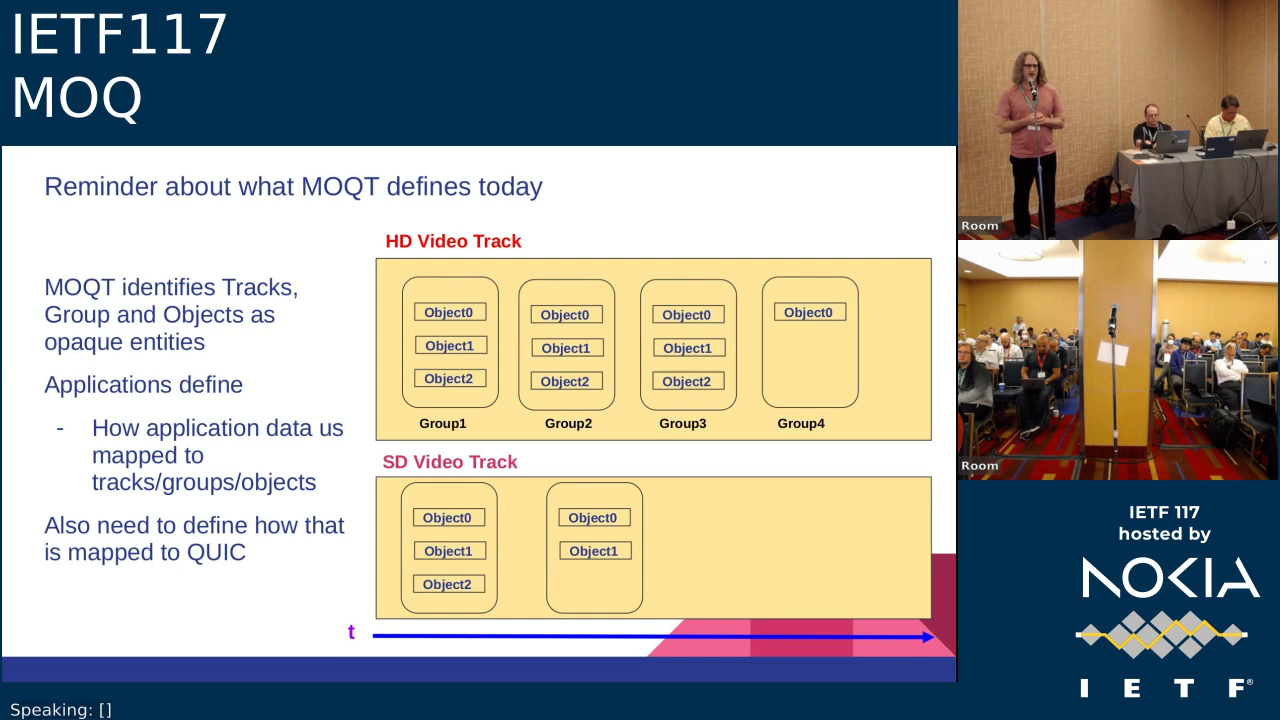 IETF117
MOQ
Reminder about what MOQT defines today
MOQT identifies Tracks,
Group and Objects as
opaque entities
Applications define
- How application data us
mapped to
tracks/groups/objects
Also need to define how that
is mapped to QUIC
HD Video Track
Object0
Object1
Object2
Group1
Object0
Object1
Object2
Group2
Object0
Object1
Object2
Group3
Object0
Group4
SD Video Track
Object0
Object1
Object2
Object0
Object1
t
Room
Room
IETF 117
hosted by
NOKIA
I E T F®
Speaking: []